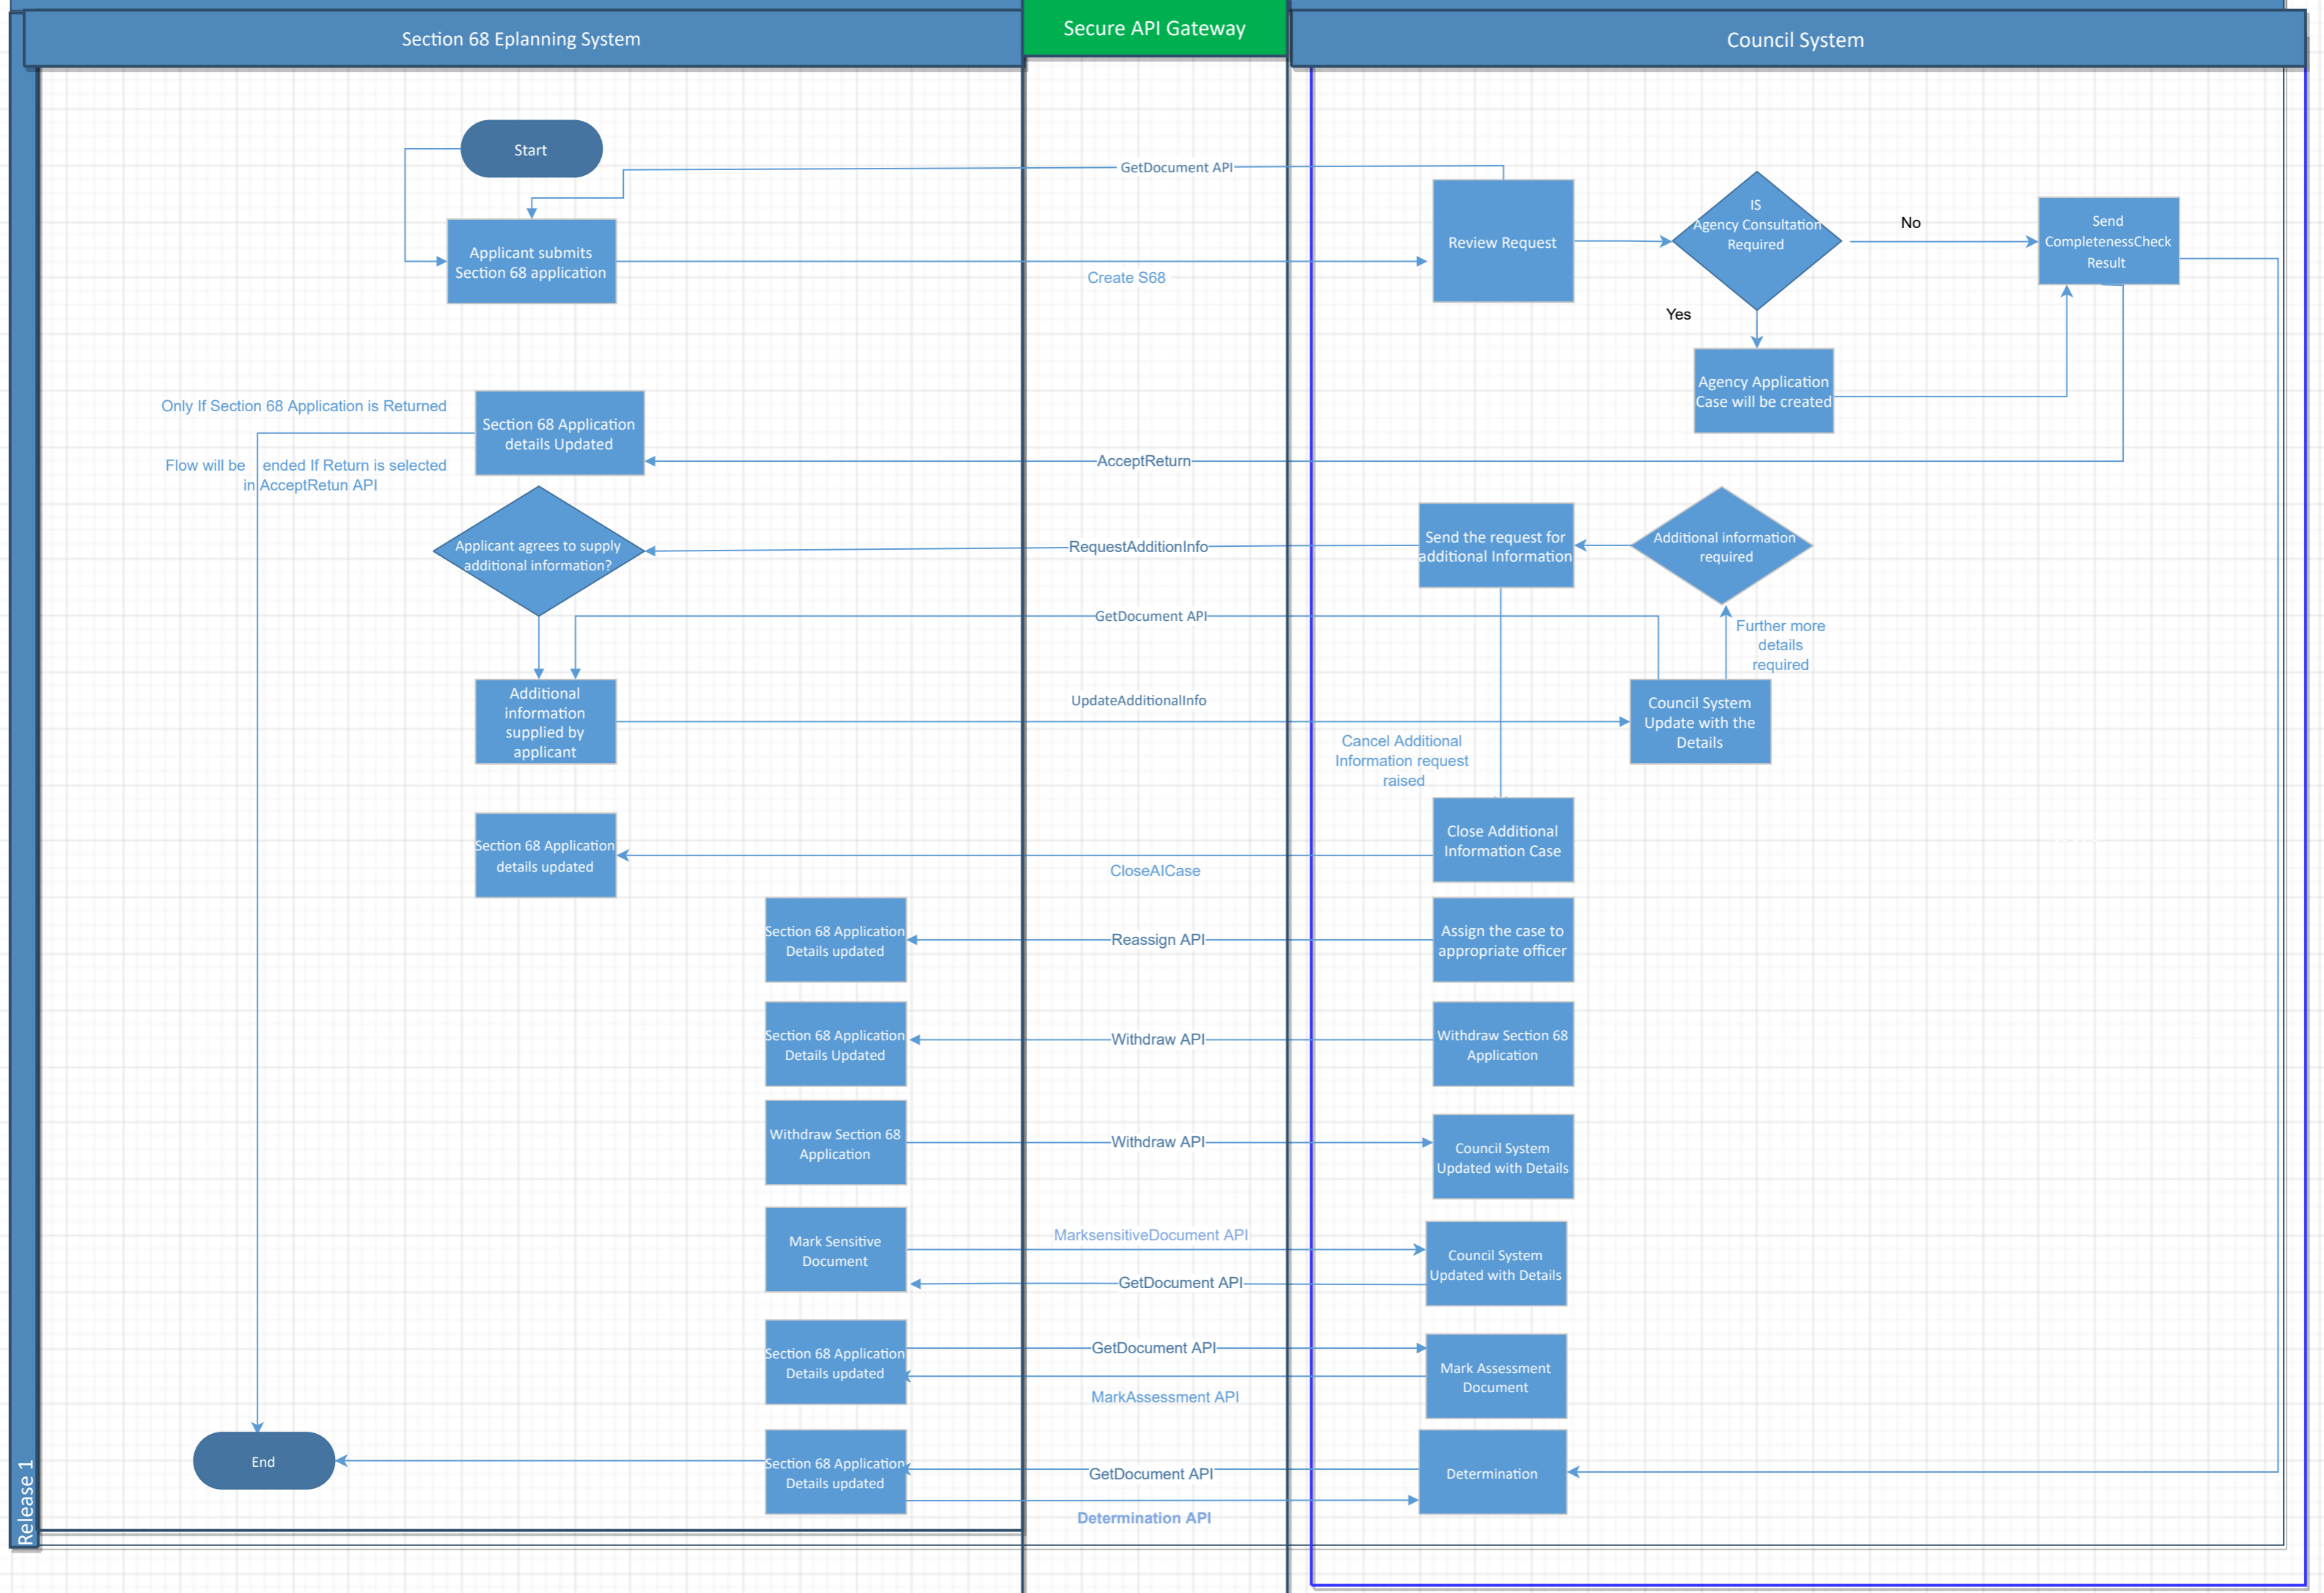 Section 68 Eplanning System
Secure API Gateway
Council System
Start
GetDocument API
Applicant submits
Section 68 application
Create S68
Review Request
IS
Agency Consultation
Required
No
Send
CompletenessCheck
Result
Yes
Agency Application
Case will be created
Only If Section 68 Application is Returned
Section 68 Application
details Updated
Flow will be ended If Return is selected
in AcceptRetun API
AcceptReturn
Applicant agrees to supply
additional information?
RequestAdditionInfo
Send the request for
additional Information
Additional information
required
GetDocument API
Further more
details
required
Additional
information
supplied by
applicant
UpdateAdditionalInfo
Council System
Update with the
Details
Cancel Additional
Information request
raised
Section 68 Application
details updated
CloseAICase
Close Additional
Information Case
Section 68 Application
Details updated
Reassign API
Assign the case to
appropriate officer
Section 68 Application
Details Updated
Withdraw API
Withdraw Section 68
Application
Withdraw Section 68
Application
Withdraw API
Council System
Updated with Details
Mark Sensitive
Document
MarksensitiveDocument API
GetDocument API
Council System
Updated with Details
Section 68 Application
Details updated
GetDocument API
MarkAssessment API
Mark Assessment
Document
End
Section 68 Application
Details updated
GetDocument API
Determination API
Determination
Release 1